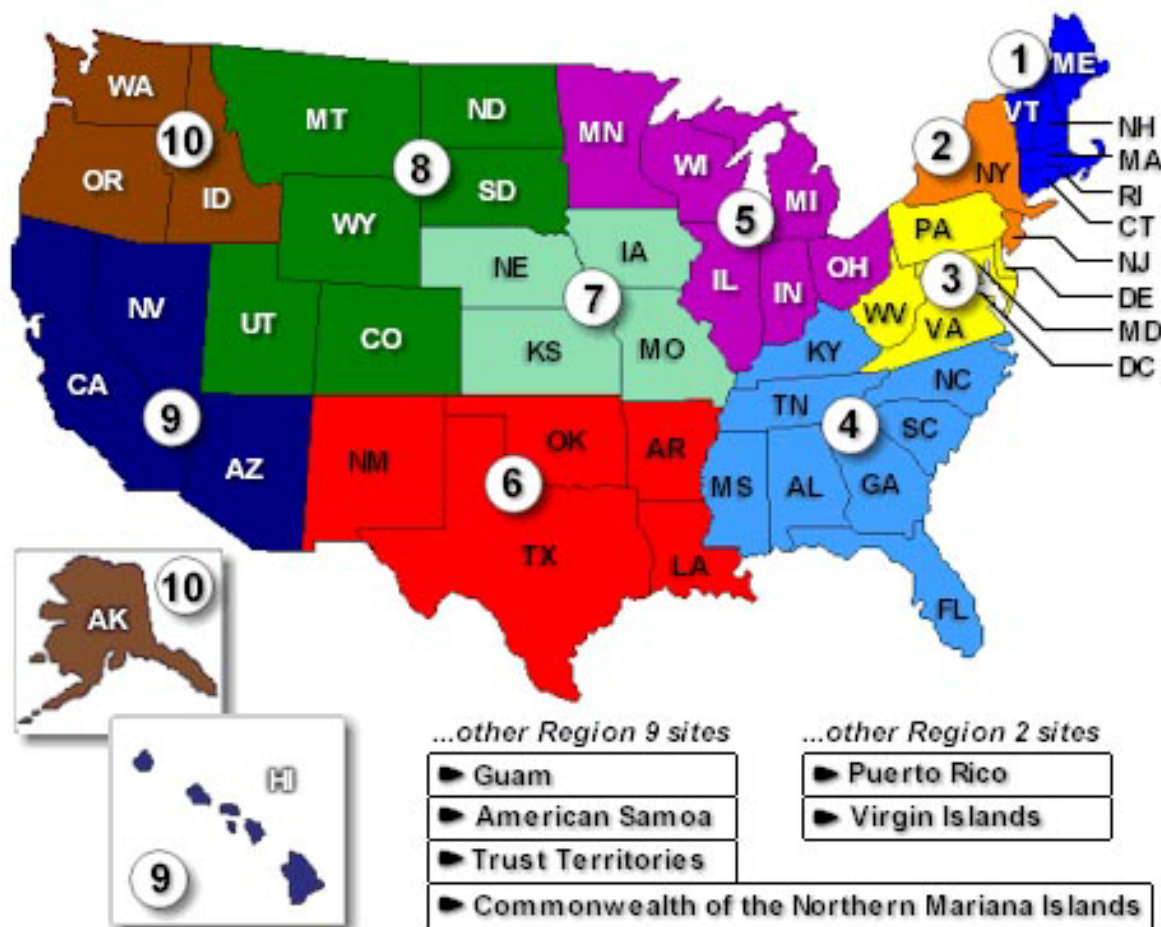 1
ME
WA
VT
ND
MT
MN
NH
10
2
MA
8
WI
NY
OR
RI
ID
SD
MI
5
CT
WY
PA
IA
NJ
NE
OH
3
IL
IN
DE
7
NV
WV
UT
VA
MD
CO
KS
MO
KY
DC
CA
NC
TN
9
4
SC
OK
AR
NM
AZ
6
MS
AL
GA
TX
LA
10
FL
AK
...other Region 9 sites
Guam
American Samoa
Trust Territories
Commonwealth of the Northern Mariana Islands
...other Region 2 sites
Puerto Rico
Virgin Islands
HI
9